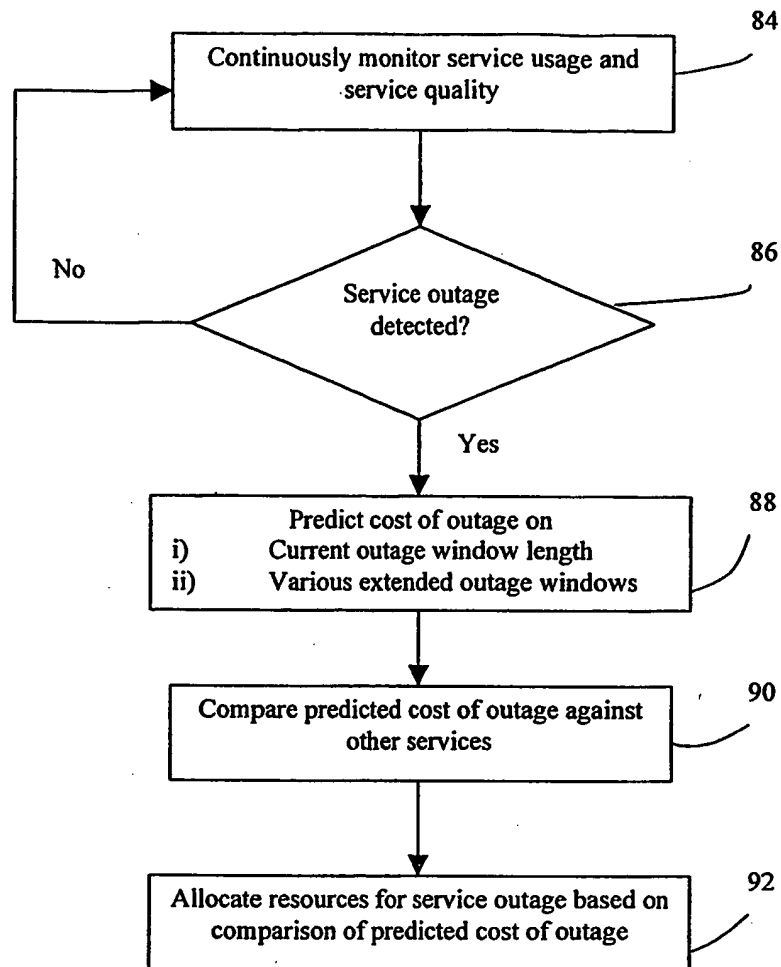 84
Continuously monitor service usage and
service quality
86
No
Service outage
detected?
Yes
88
Predict cost of outage on
i) Current outage window length
ii) Various extended outage windows
90
Compare predicted cost of outage against
other services
92
Allocate resources for service outage based on
comparison of predicted cost of outage